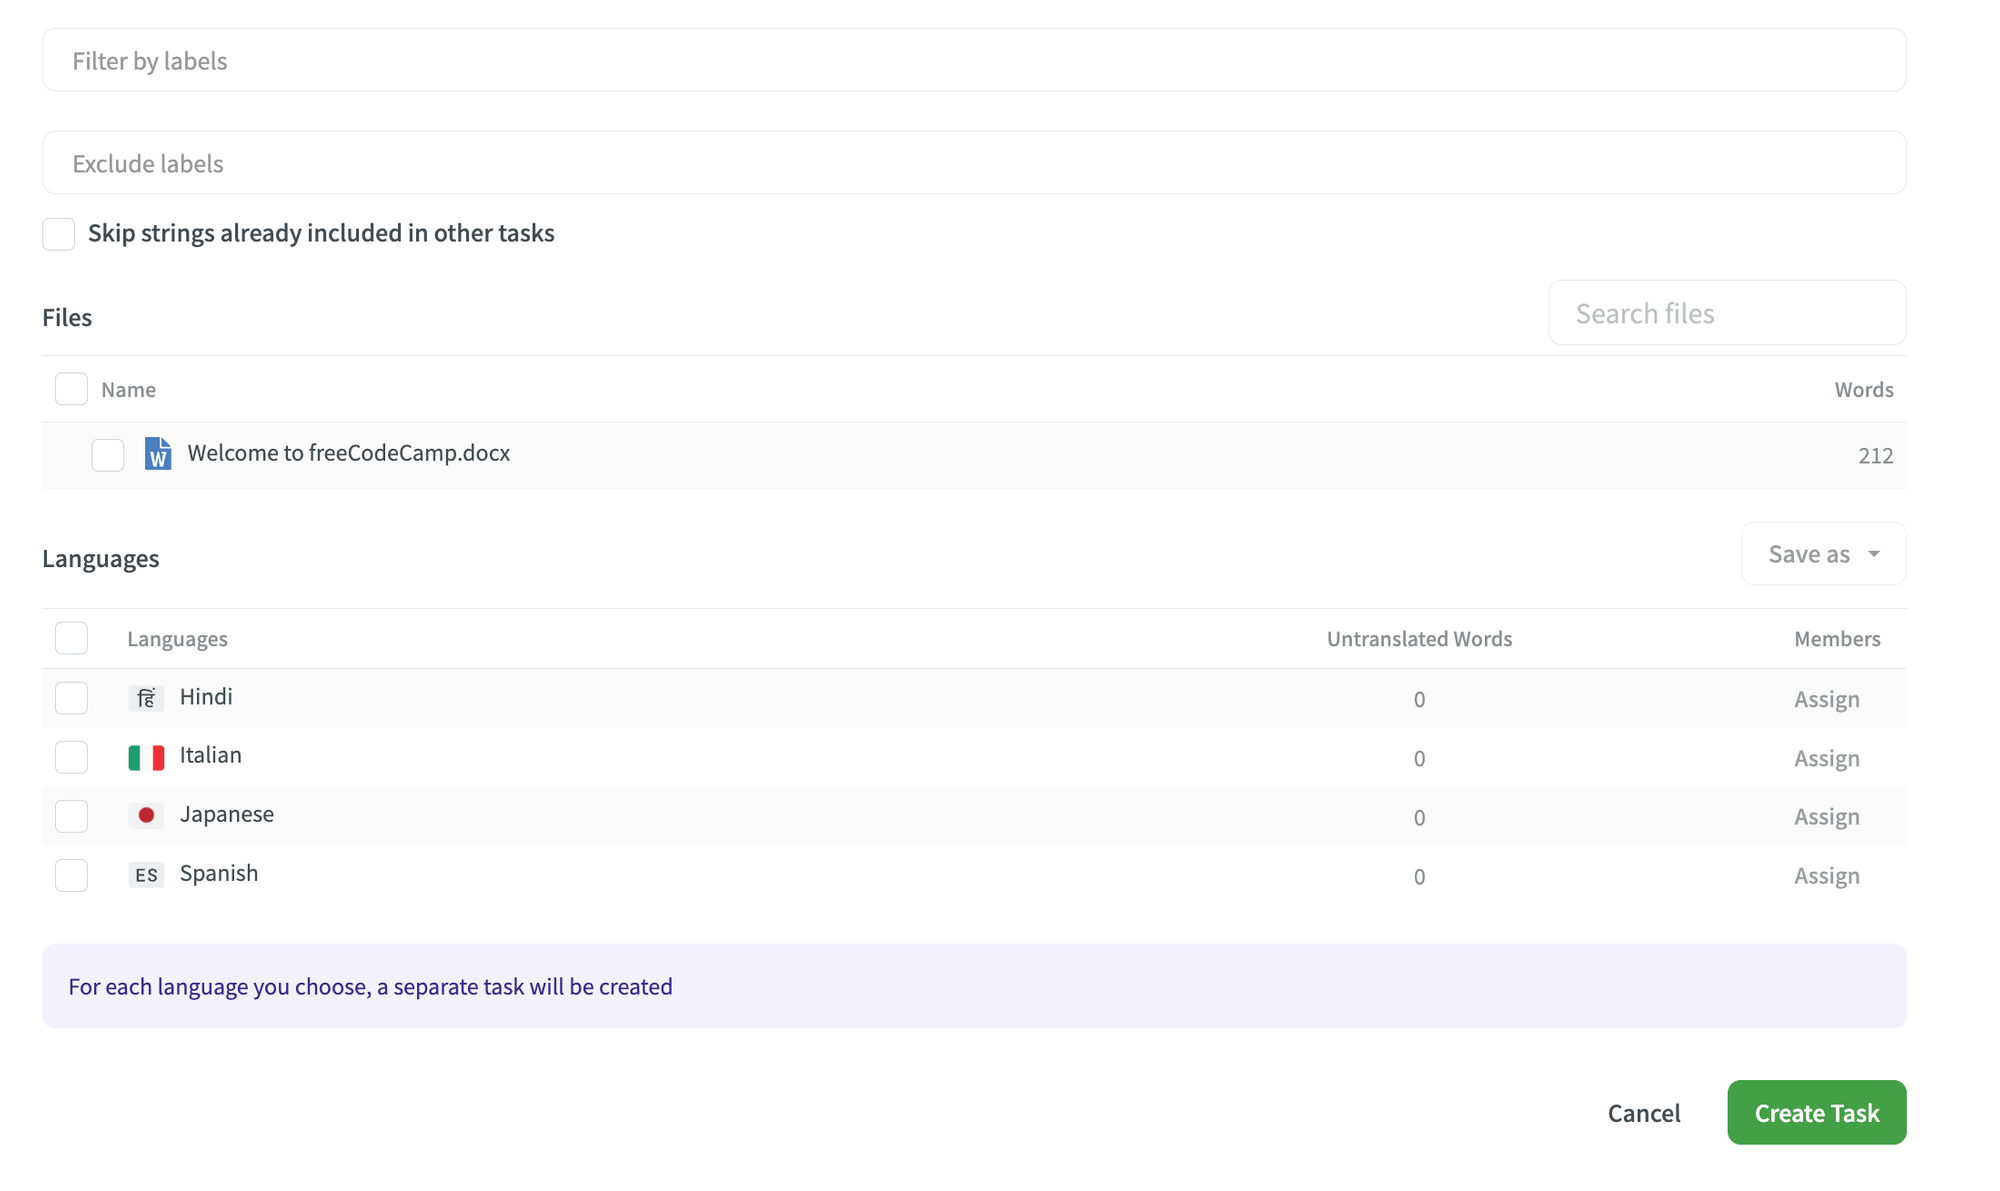 Filter by labels
Exclude labels
Skip strings already included in other tasks
Files
Search files
Name Words
W Welcome to freeCodeCamp.docx 212
Languages
Save as
Languages Untranslated Words Members
हिं Hindi 0 Assign
Italian 0 Assign
Japanese 0 Assign
ES Spanish 0 Assign
For each language you choose, a separate task will be created
Cancel Create Task